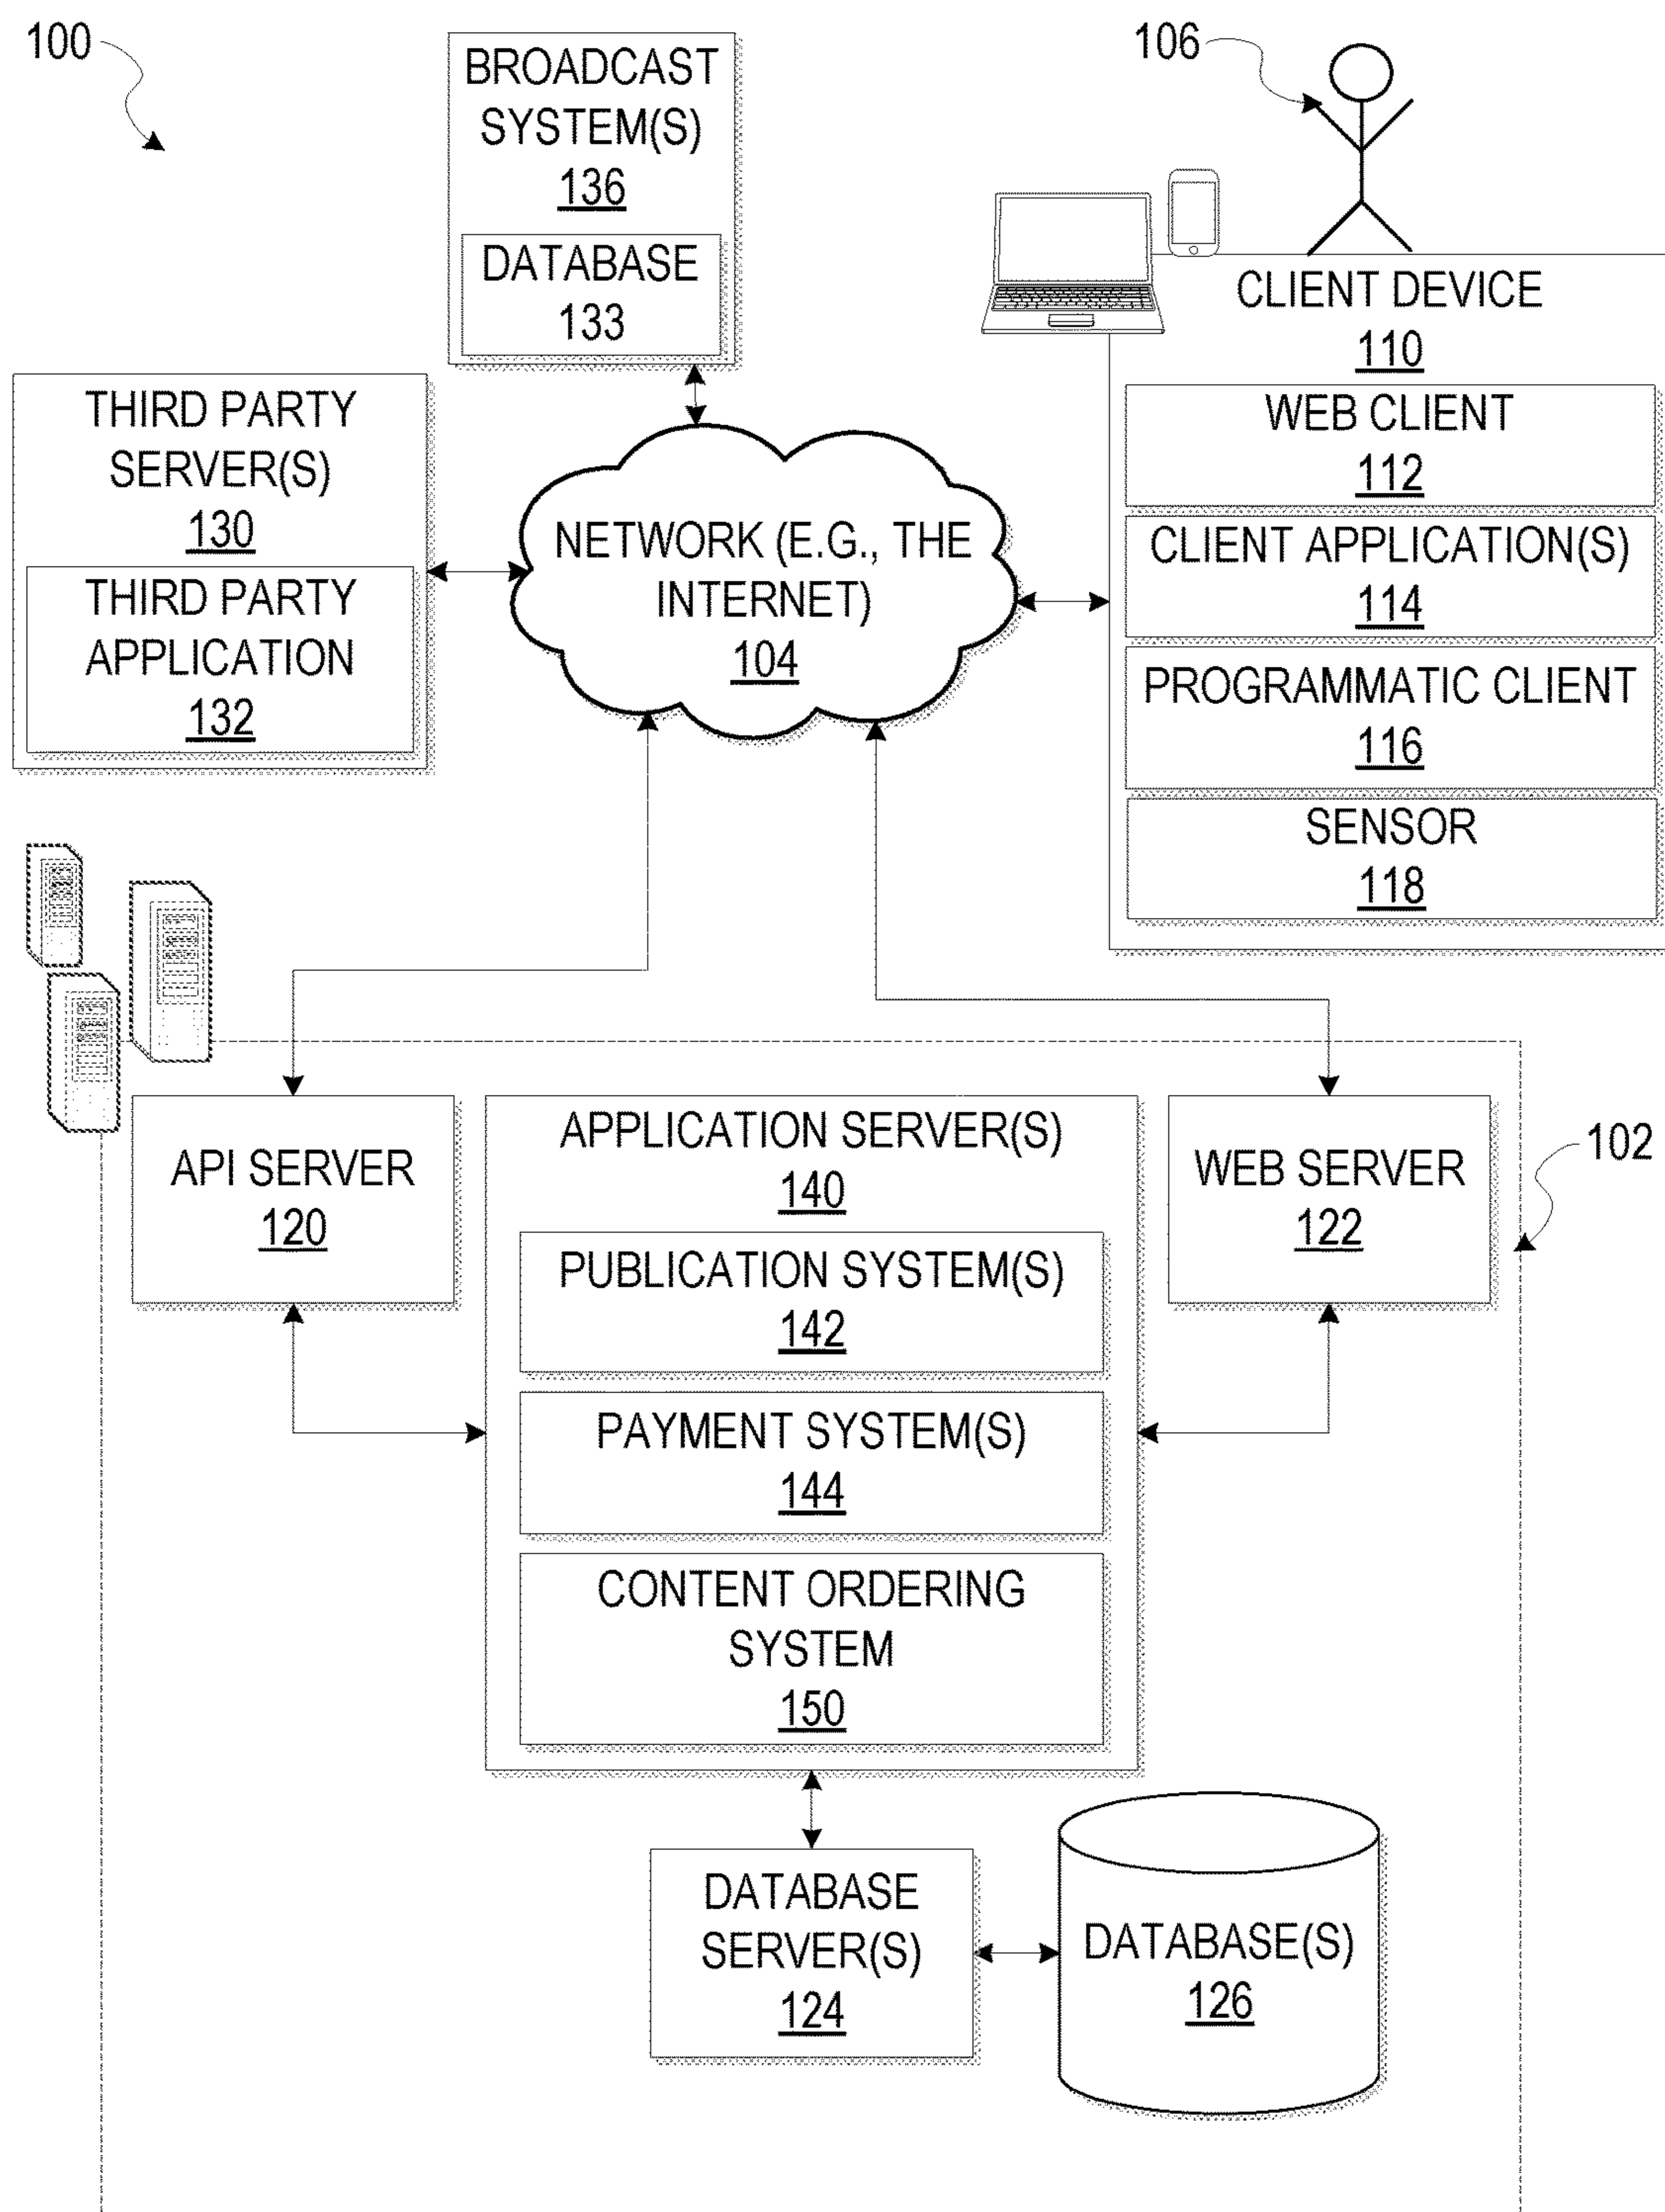 100
BROADCAST
SYSTEM(S)
136
DATABASE
133
106
CLIENT DEVICE
110
WEB CLIENT
112
CLIENT APPLICATION(S)
114
PROGRAMMATIC CLIENT
116
SENSOR
118
THIRD PARTY
SERVER(S)
130
THIRD PARTY
APPLICATION
132
NETWORK (E.G., THE
INTERNET)
104
API SERVER
120
APPLICATION SERVER(S)
140
PUBLICATION SYSTEM(S)
142
PAYMENT SYSTEM(S)
144
CONTENT ORDERING
SYSTEM
150
WEB SERVER
122
102
DATABASE
SERVER(S)
124
DATABASE(S)
126